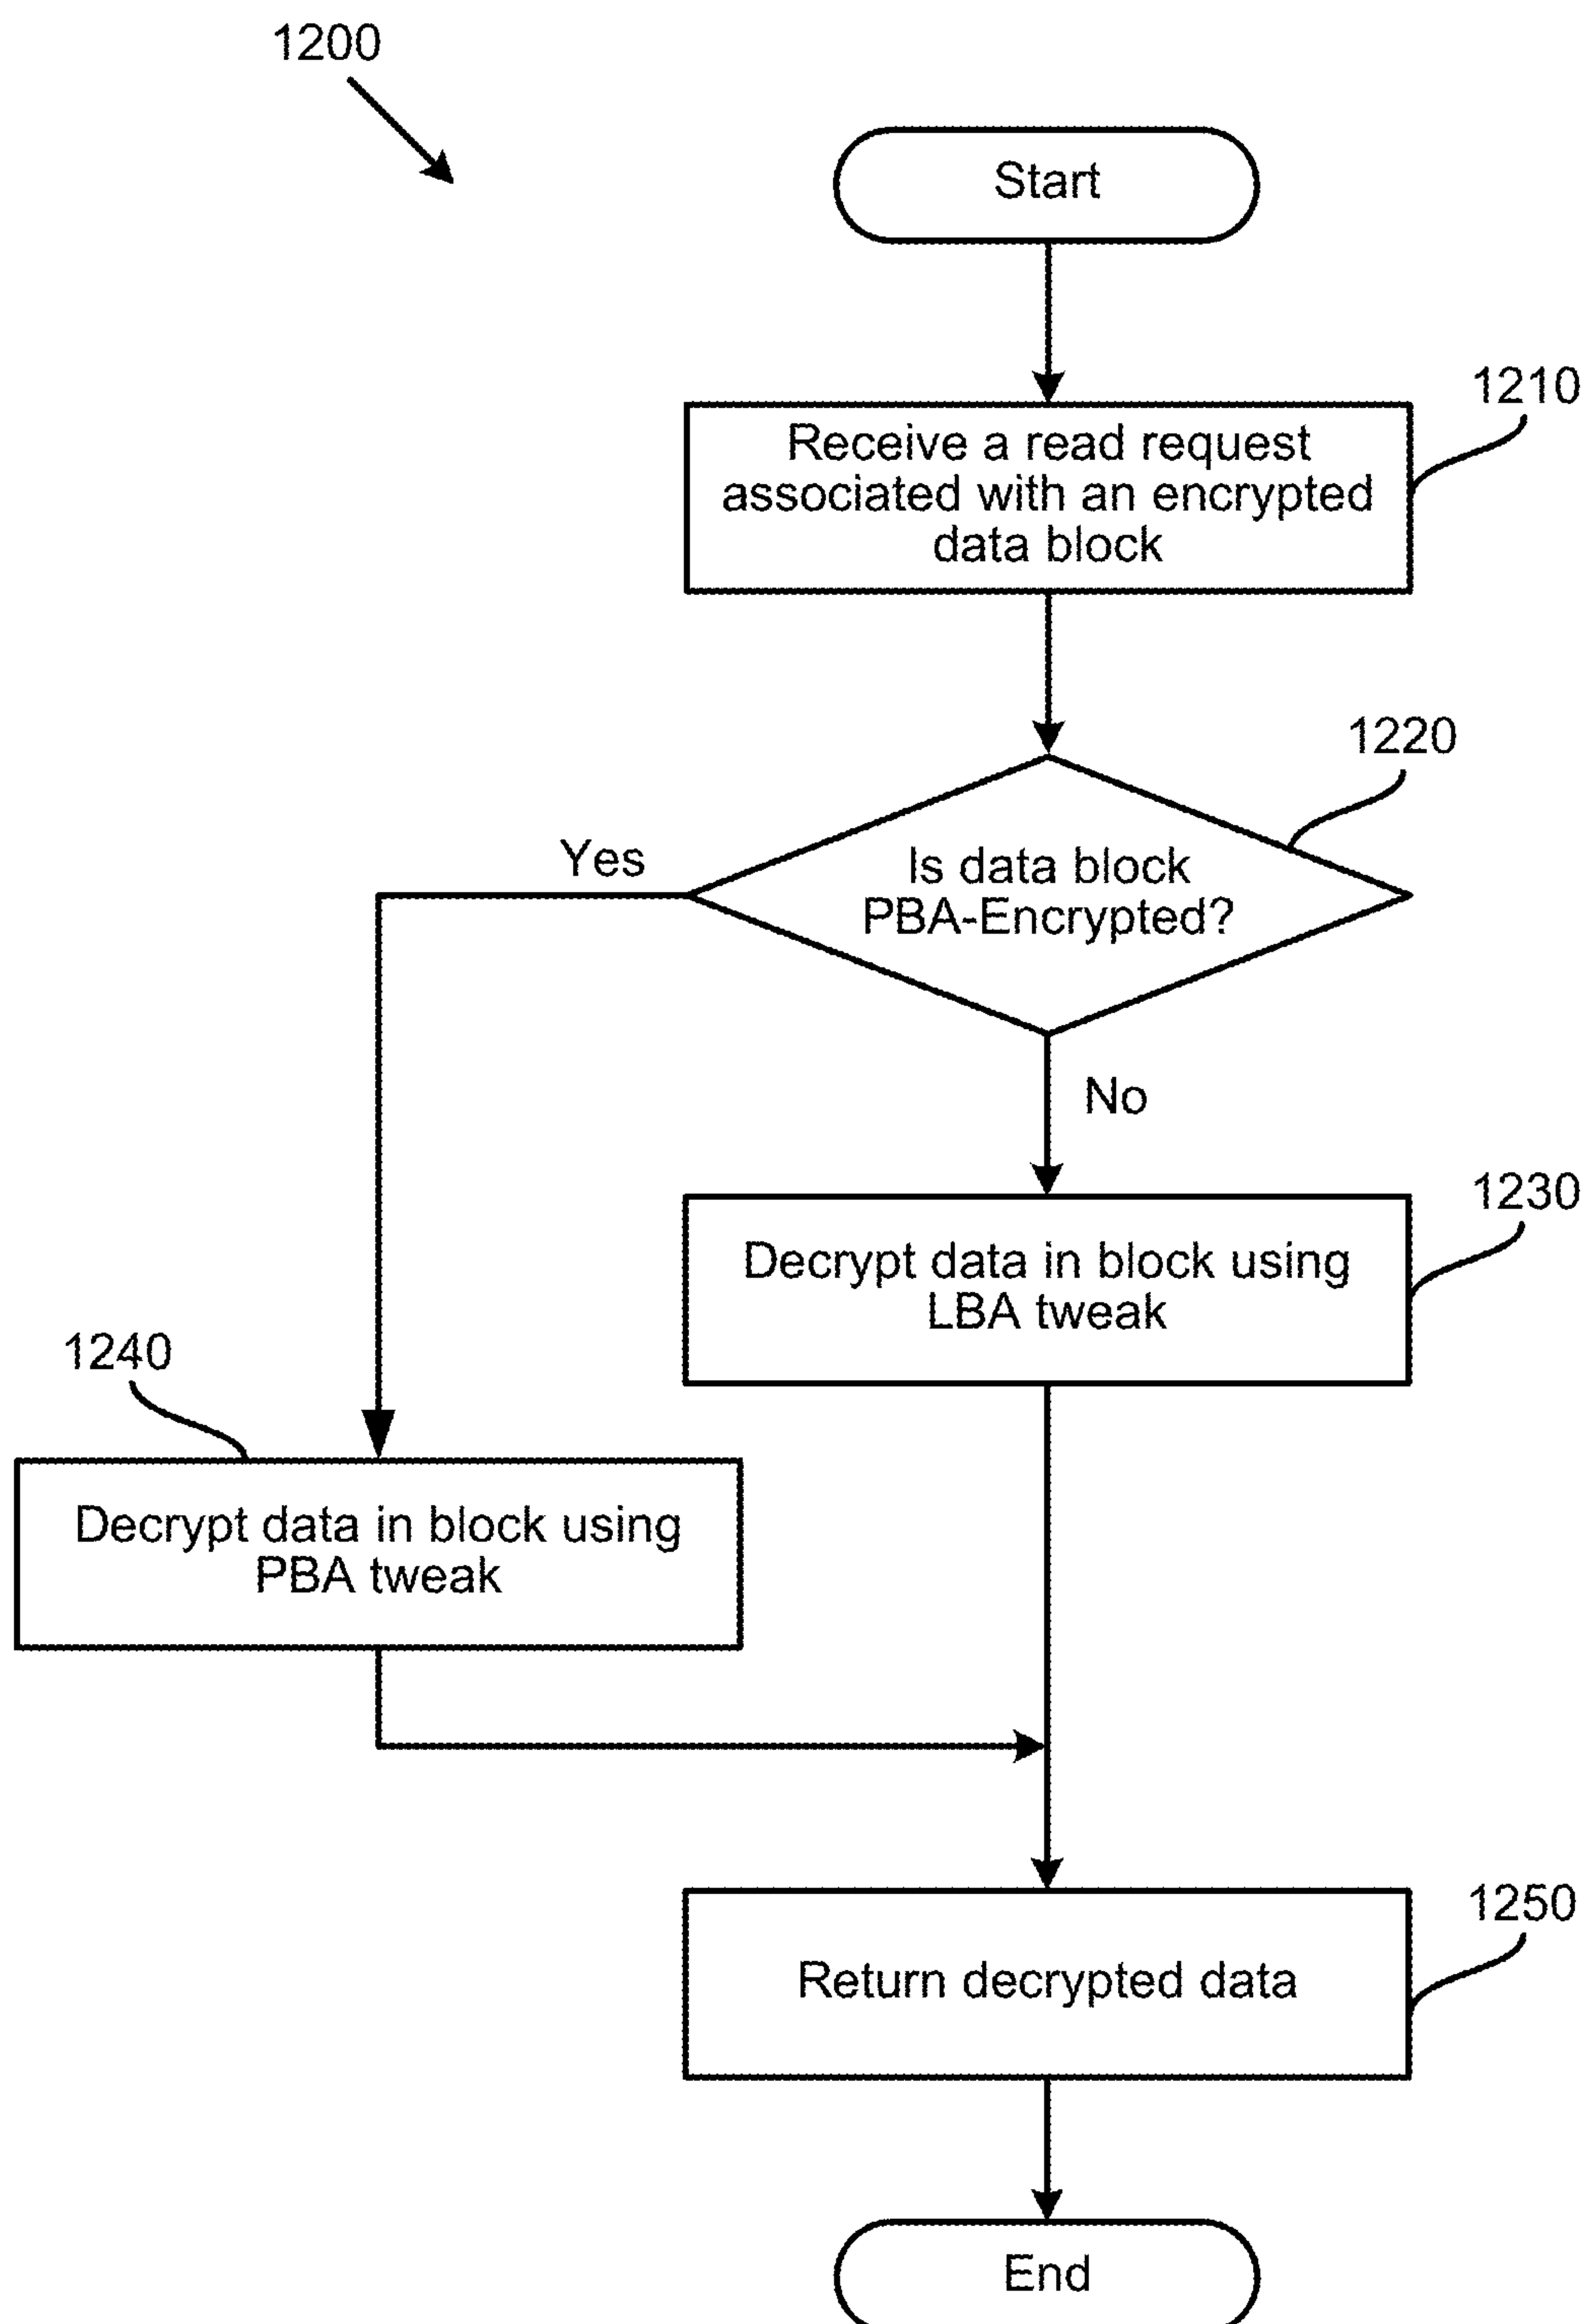 1200
Start
1210
Receive a read request
associated with an encrypted
data block
1220
Yes
Is data block
PBA-Encrypted?
No
1230
Decrypt data in block using
LBA tweak
1240
Decrypt data in block using
PBA tweak
1250
Return decrypted data
End